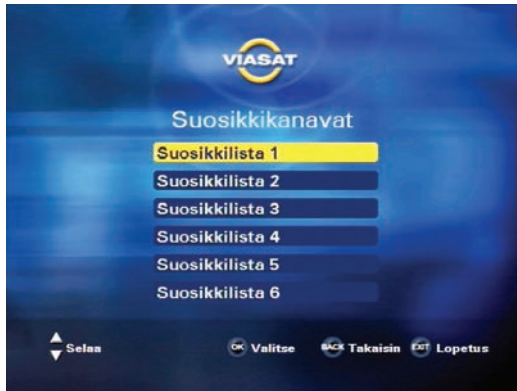 VIASAT
Suosikkikanavat
Suosikkilista 1
Suosikkilista 2
Suosikkilista 3
Suosikkilista 4
Suosikkilista 5
Suosikkilista 6
Selaa OK Valitse BACK Takaisin EXIT Lopetus